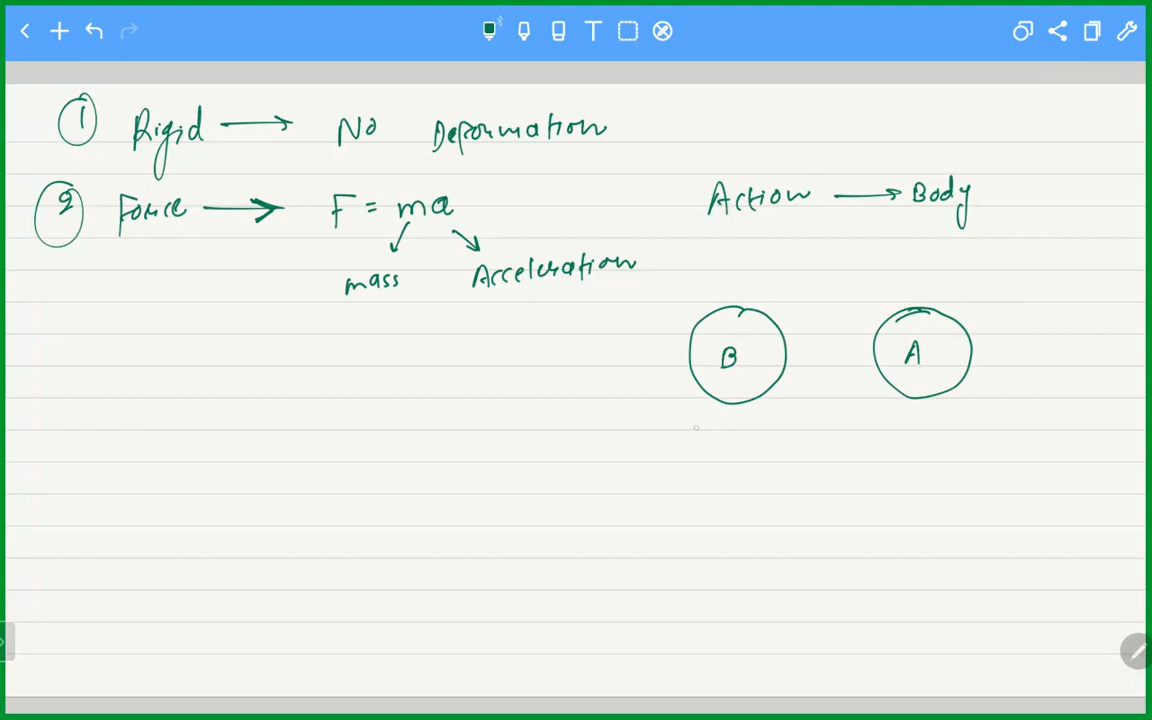 1 Rigid → No Deformation
2 Force → F = ma Action → Body
mass Acceleration
B A